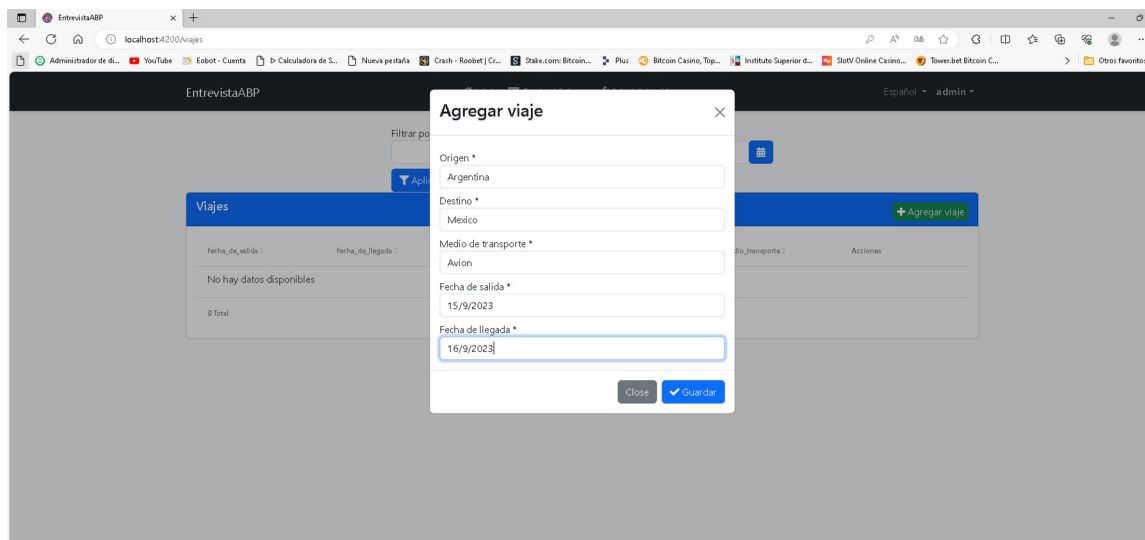 EntrevistaABP
localhost:4200/viajes
Administrador de di... YouTube Eobot - Cuenta ▷ Calculadora de S... Nueva pestaña Crash - Roobet | Cr... Stake.com: Bitcoin... Plus Bitcoin Casino, Top... Instituto Superior d... SlotV Online Casino... Tower.bet Bitcoin C... Otros favoritos
EntrevistaABP Español admin
Agregar viaje
Filtrar po
Origen *
Argentina
Aplic
Destino *
Viajes + Agregar viaje
Mexico
Medio de transporte *
fecha_de_salida fecha_de_llegada dio_transporte Acciones
Avion
No hay datos disponibles
Fecha de salida *
15/9/2023
0 Total
Fecha de llegada *
16/9/2023
Close Guardar